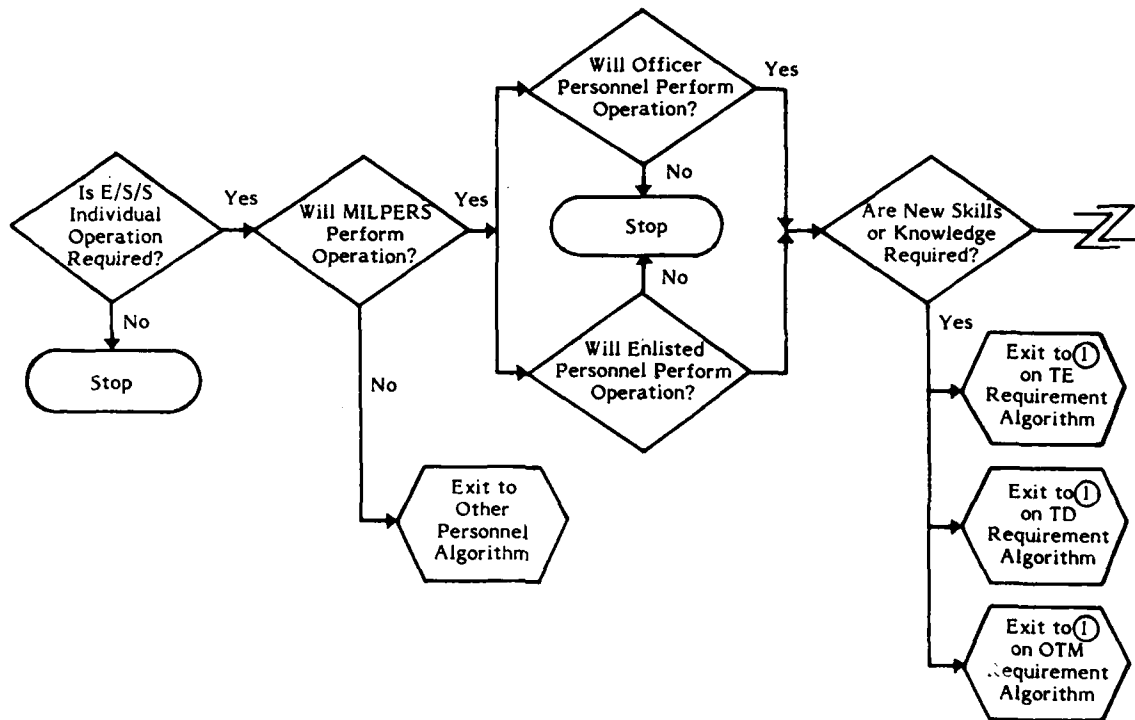 Is E/S/S
Individual
Operation
Required?
Yes
No
Stop
Will MILPERS
Perform
Operation?
Yes
No
Exit to
Other
Personnel
Algorithm
Will Officer
Personnel Perform
Operation?
Yes
No
Stop
No
Will Enlisted
Personnel Perform
Operation?
Are New Skills
or Knowledge
Required?
Yes
Exit to 1
on TE
Requirement
Algorithm
Exit to 1
on TD
Requirement
Algorithm
Exit to 1
on OTM
Requirement
Algorithm